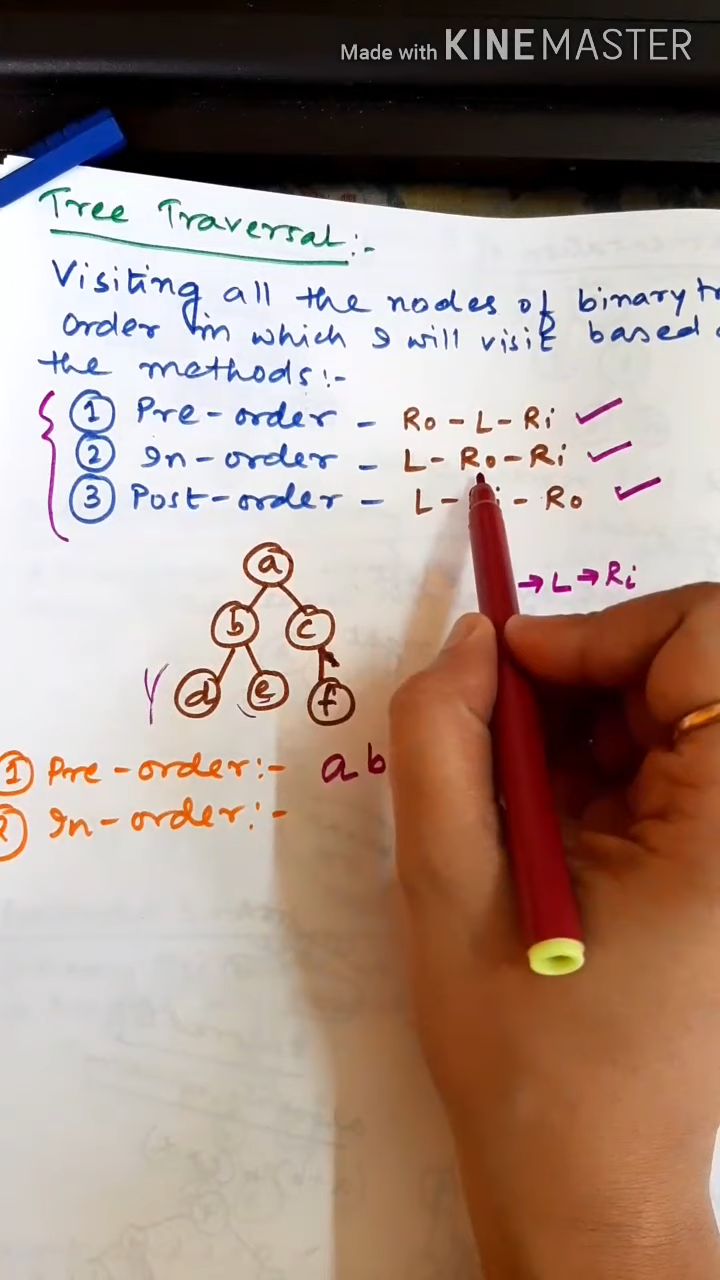 Made with KINEMASTER
Tree Traversal:-
Visiting all the nodes of binary
order in which I will visit based
the methods:-
① Pre-order - Ro - L - Ri ✓
② In-order - L - Ro - Ri ✓
③ Post-order - L - - Ro ✓
a
→ L → Ri
b c
d e f
① Pre-order:- a b
② In-order:-